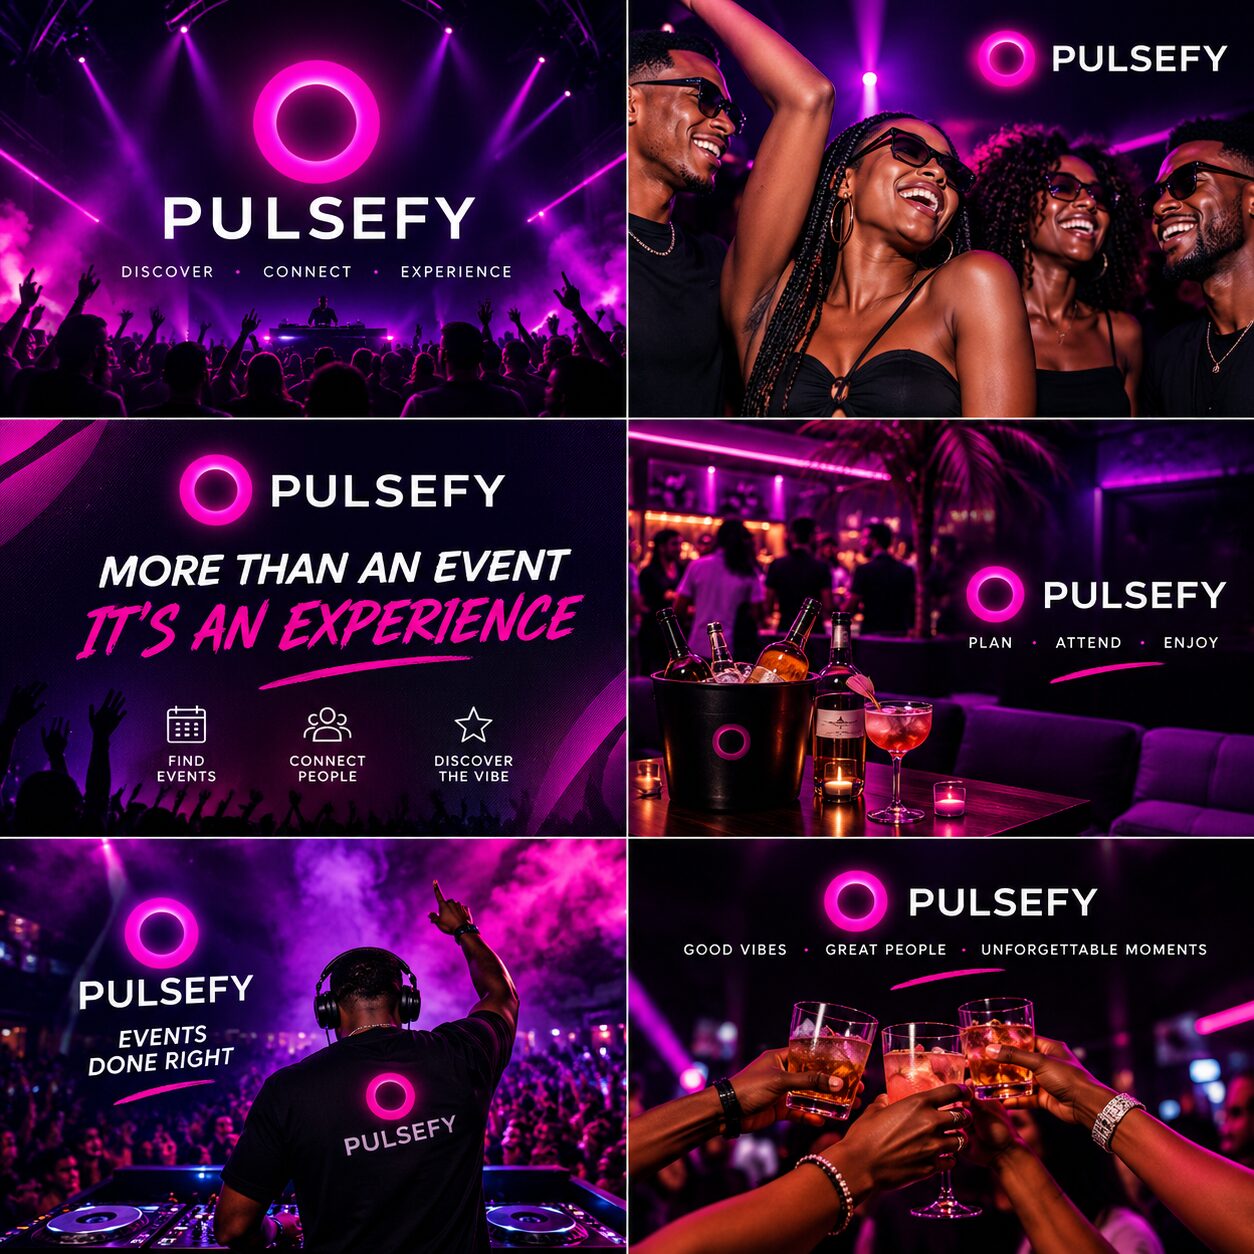 PULSEFY
DISCOVER • CONNECT • EXPERIENCE
PULSEFY
PULSEFY
MORE THAN AN EVENT
IT'S AN EXPERIENCE
FIND
EVENTS
CONNECT
PEOPLE
DISCOVER
THE VIBE
PULSEFY
PLAN • ATTEND • ENJOY
PULSEFY
EVENTS
DONE RIGHT
PULSEFY
PULSEFY
GOOD VIBES • GREAT PEOPLE • UNFORGETTABLE MOMENTS